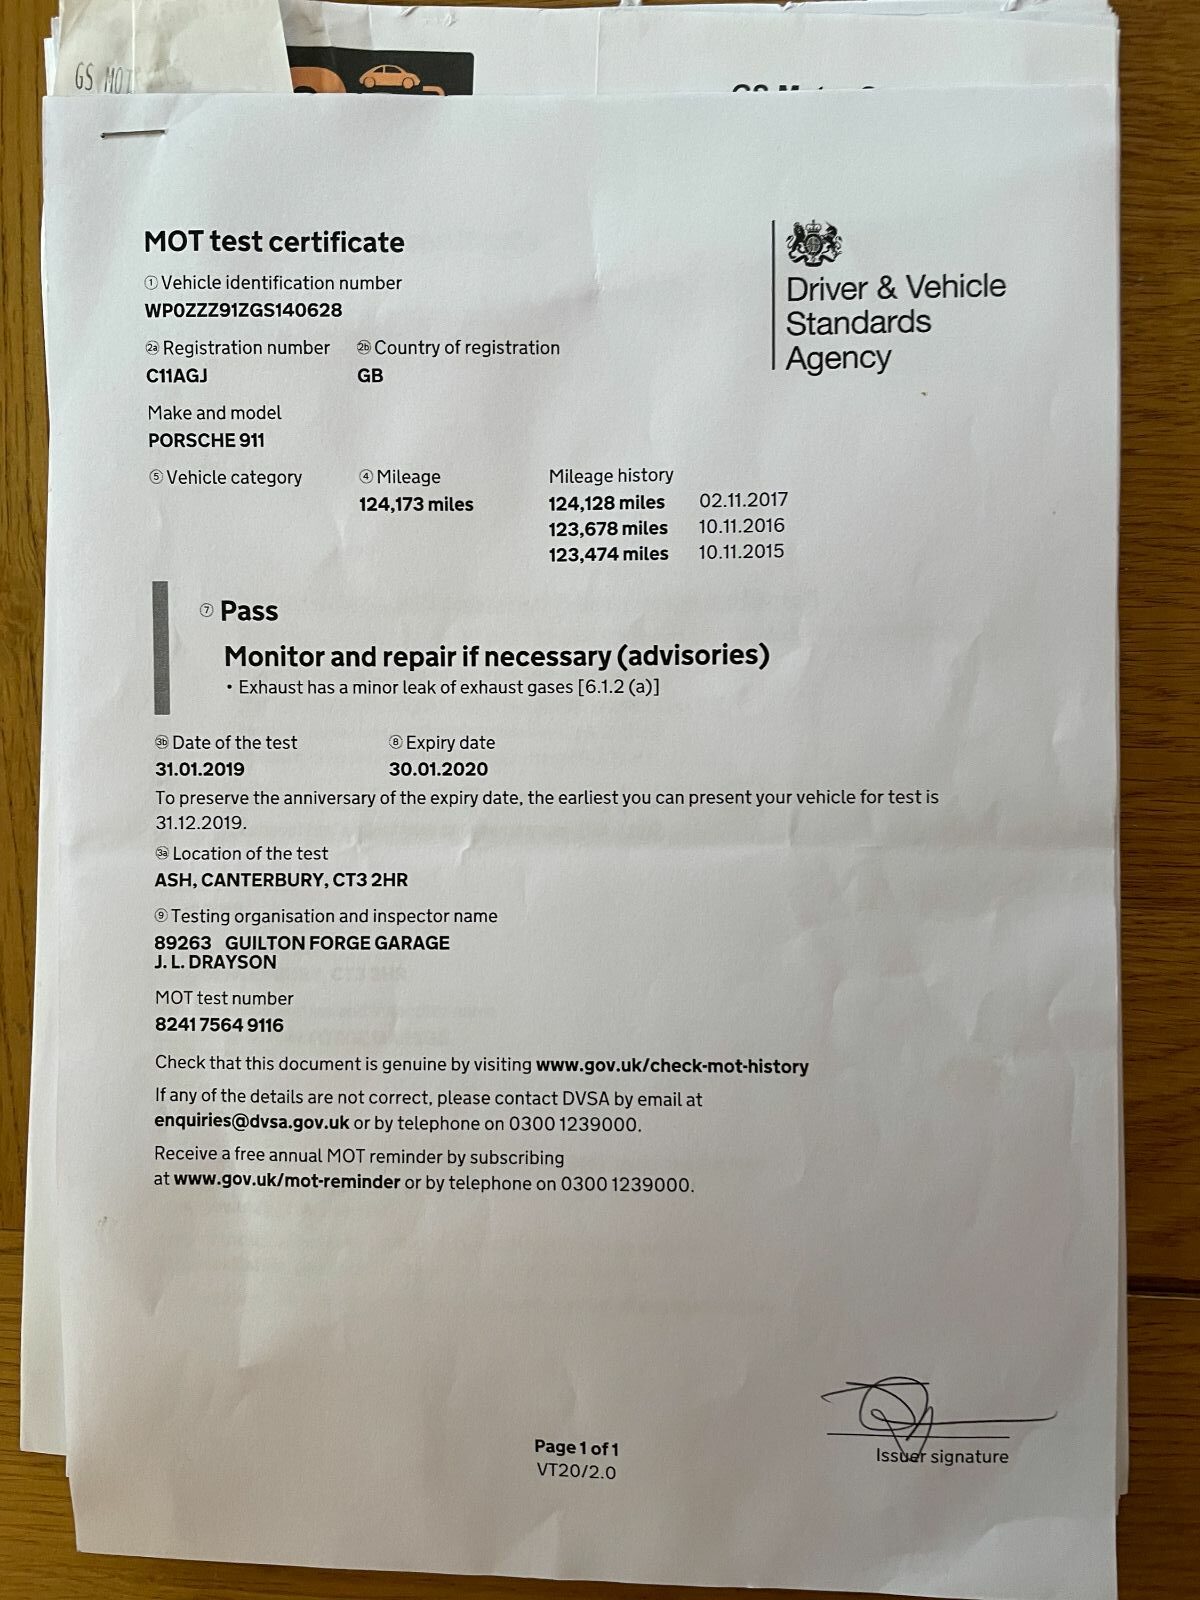 GS MOT
MOT test certificate
① Vehicle identification number
WP0ZZZ91ZGS140628
2a Registration number 2b Country of registration
C11AGJ GB
Make and model
PORSCHE 911
⑤ Vehicle category ④ Mileage Mileage history
124,173 miles 124,128 miles 02.11.2017
123,678 miles 10.11.2016
123,474 miles 10.11.2015
⑦ Pass
Monitor and repair if necessary (advisories)
• Exhaust has a minor leak of exhaust gases [6.1.2 (a)]
3b Date of the test ⑧ Expiry date
31.01.2019 30.01.2020
To preserve the anniversary of the expiry date, the earliest you can present your vehicle for test is
31.12.2019.
3a Location of the test
ASH, CANTERBURY, CT3 2HR
⑨ Testing organisation and inspector name
89263 GUILTON FORGE GARAGE
J. L. DRAYSON
MOT test number
8241 7564 9116
Check that this document is genuine by visiting www.gov.uk/check-mot-history
If any of the details are not correct, please contact DVSA by email at
enquiries@dvsa.gov.uk or by telephone on 0300 1239000.
Receive a free annual MOT reminder by subscribing
at www.gov.uk/mot-reminder or by telephone on 0300 1239000.
Driver & Vehicle
Standards
Agency
Issuer signature
Page 1 of 1
VT20/2.0